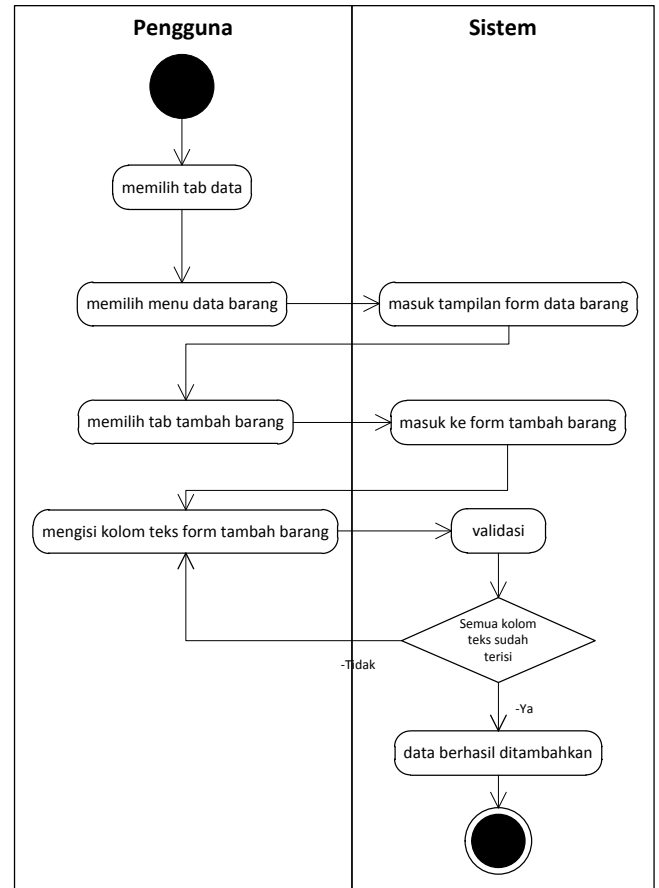 Pengguna
Sistem
memilih tab data
memilih menu data barang
masuk tampilan form data barang
memilih tab tambah barang
masuk ke form tambah barang
mengisi kolom teks form tambah barang
validasi
Semua kolom
teks sudah
terisi
-Tidak
-Ya
data berhasil ditambahkan